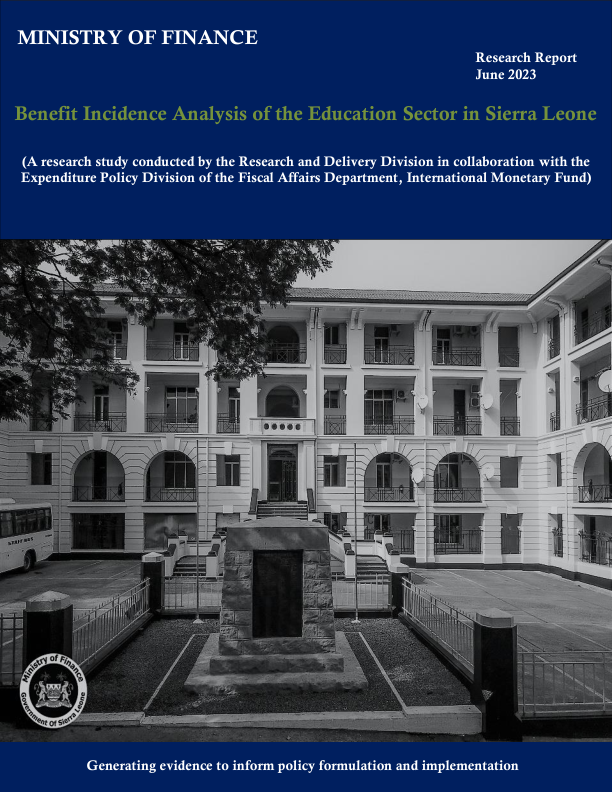 MINISTRY OF FINANCE
Research Report
June 2023
Benefit Incidence Analysis of the Education Sector in Sierra Leone
(A research study conducted by the Research and Delivery Division in collaboration with the
Expenditure Policy Division of the Fiscal Affairs Department, International Monetary Fund)
Ministry of Finance
Government Of Sierra Leone
Generating evidence to inform policy formulation and implementation